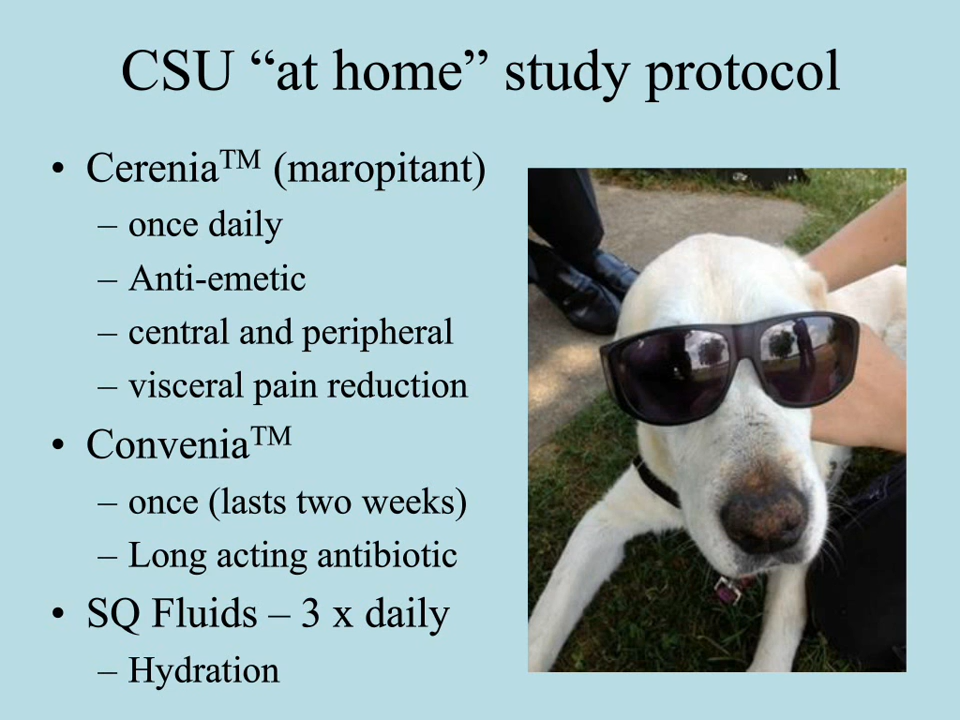 CSU “at home” study protocol
• Cerenia™ (maropitant)
– once daily
– Anti-emetic
– central and peripheral
– visceral pain reduction
• Convenia™
– once (lasts two weeks)
– Long acting antibiotic
• SQ Fluids – 3 x daily
– Hydration